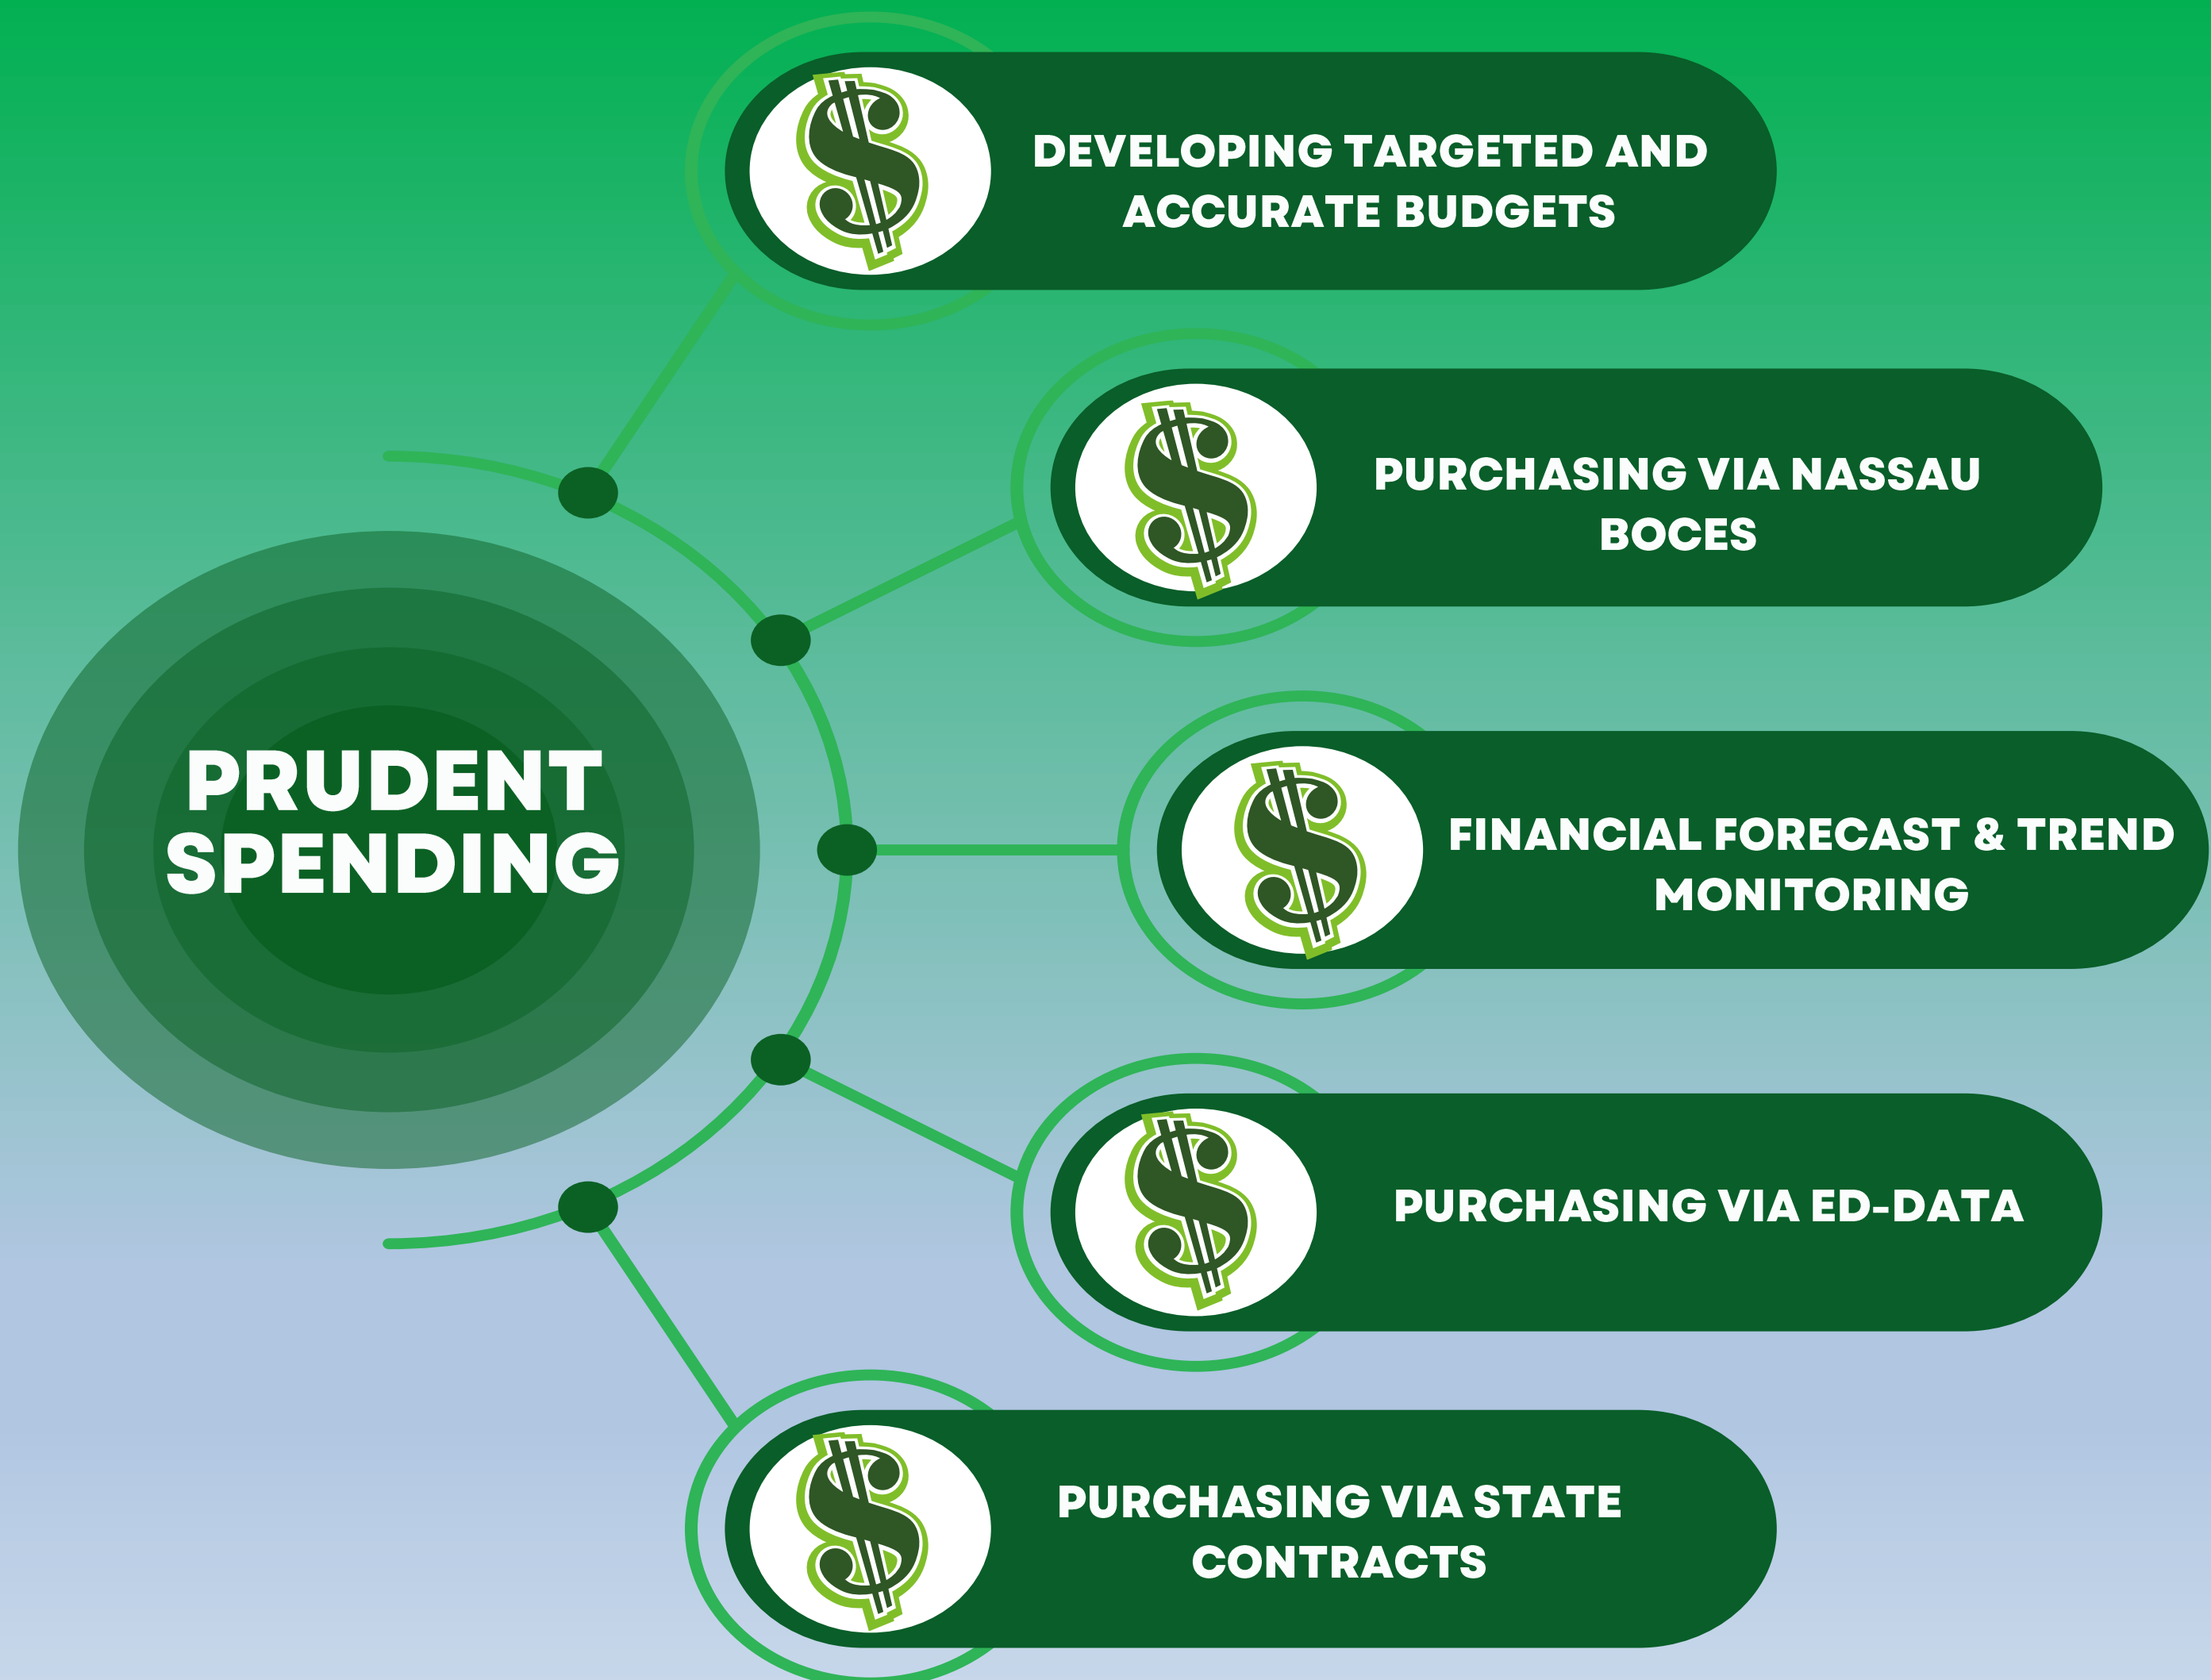 DEVELOPING TARGETED AND
ACCURATE BUDGETS
PURCHASING VIA NASSAU
BOCES
PRUDENT
SPENDING
FINANCIAL FORECAST & TREND
MONITORING
PURCHASING VIA ED-DATA
PURCHASING VIA STATE
CONTRACTS